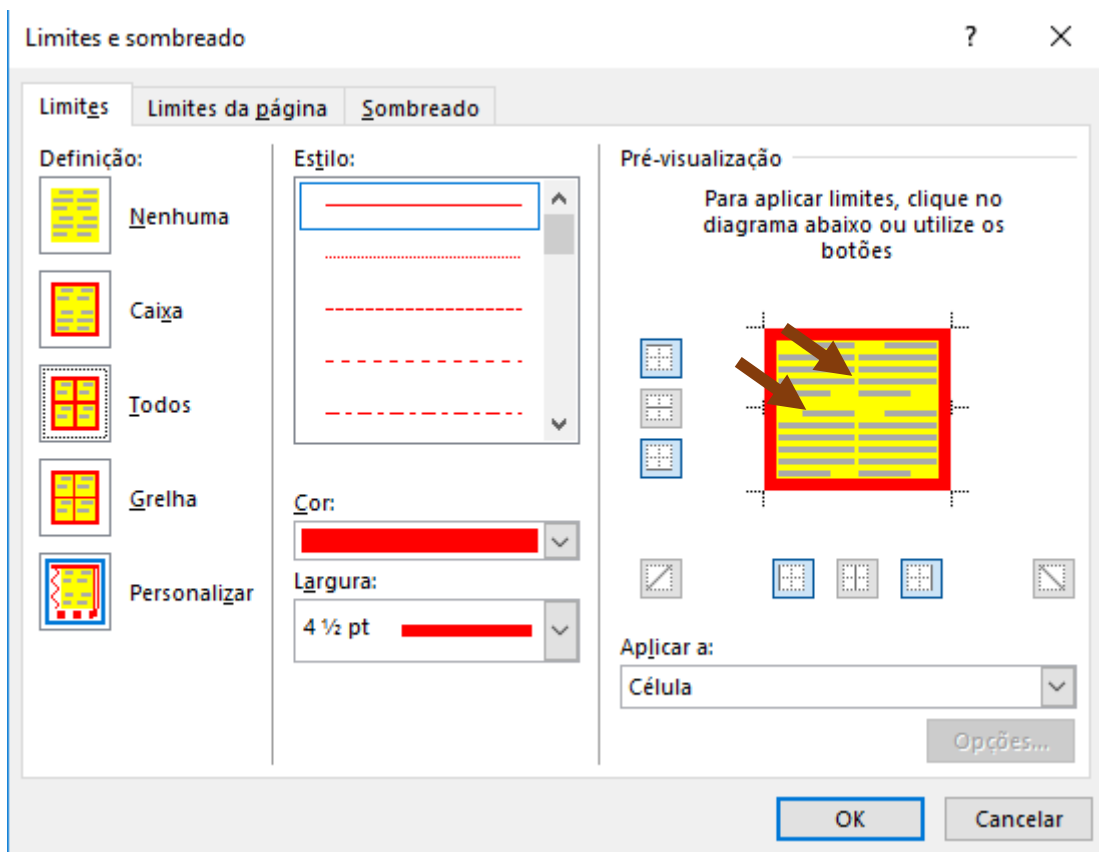 Limites e sombreado
Limites
Limites da página
Sombreado
Definição:
Nenhuma
Caixa
Todos
Grelha
Personalizar
Estilo:
Cor:
Largura:
4 ½ pt
Pré-visualização
Para aplicar limites, clique no
diagrama abaixo ou utilize os
botões
Aplicar a:
Célula
Opções...
OK
Cancelar